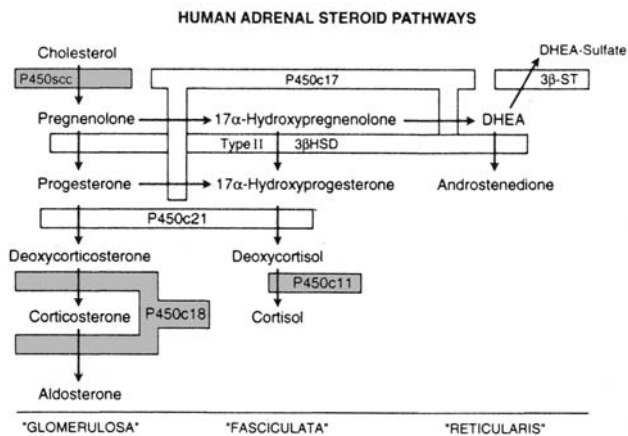 HUMAN ADRENAL STEROID PATHWAYS
Cholesterol
DHEA-Sulfate
P450scc
P450c17
3β-ST
Pregnenolone
17α-Hydroxypregnenolone
DHEA
Type II 3βHSD
Progesterone
17α-Hydroxyprogesterone
Androstenedione
P450c21
Deoxycorticosterone
Deoxycortisol
P450c11
Corticosterone
P450c18
Cortisol
Aldosterone
"GLOMERULOSA"
"FASCICULATA"
"RETICULARIS"